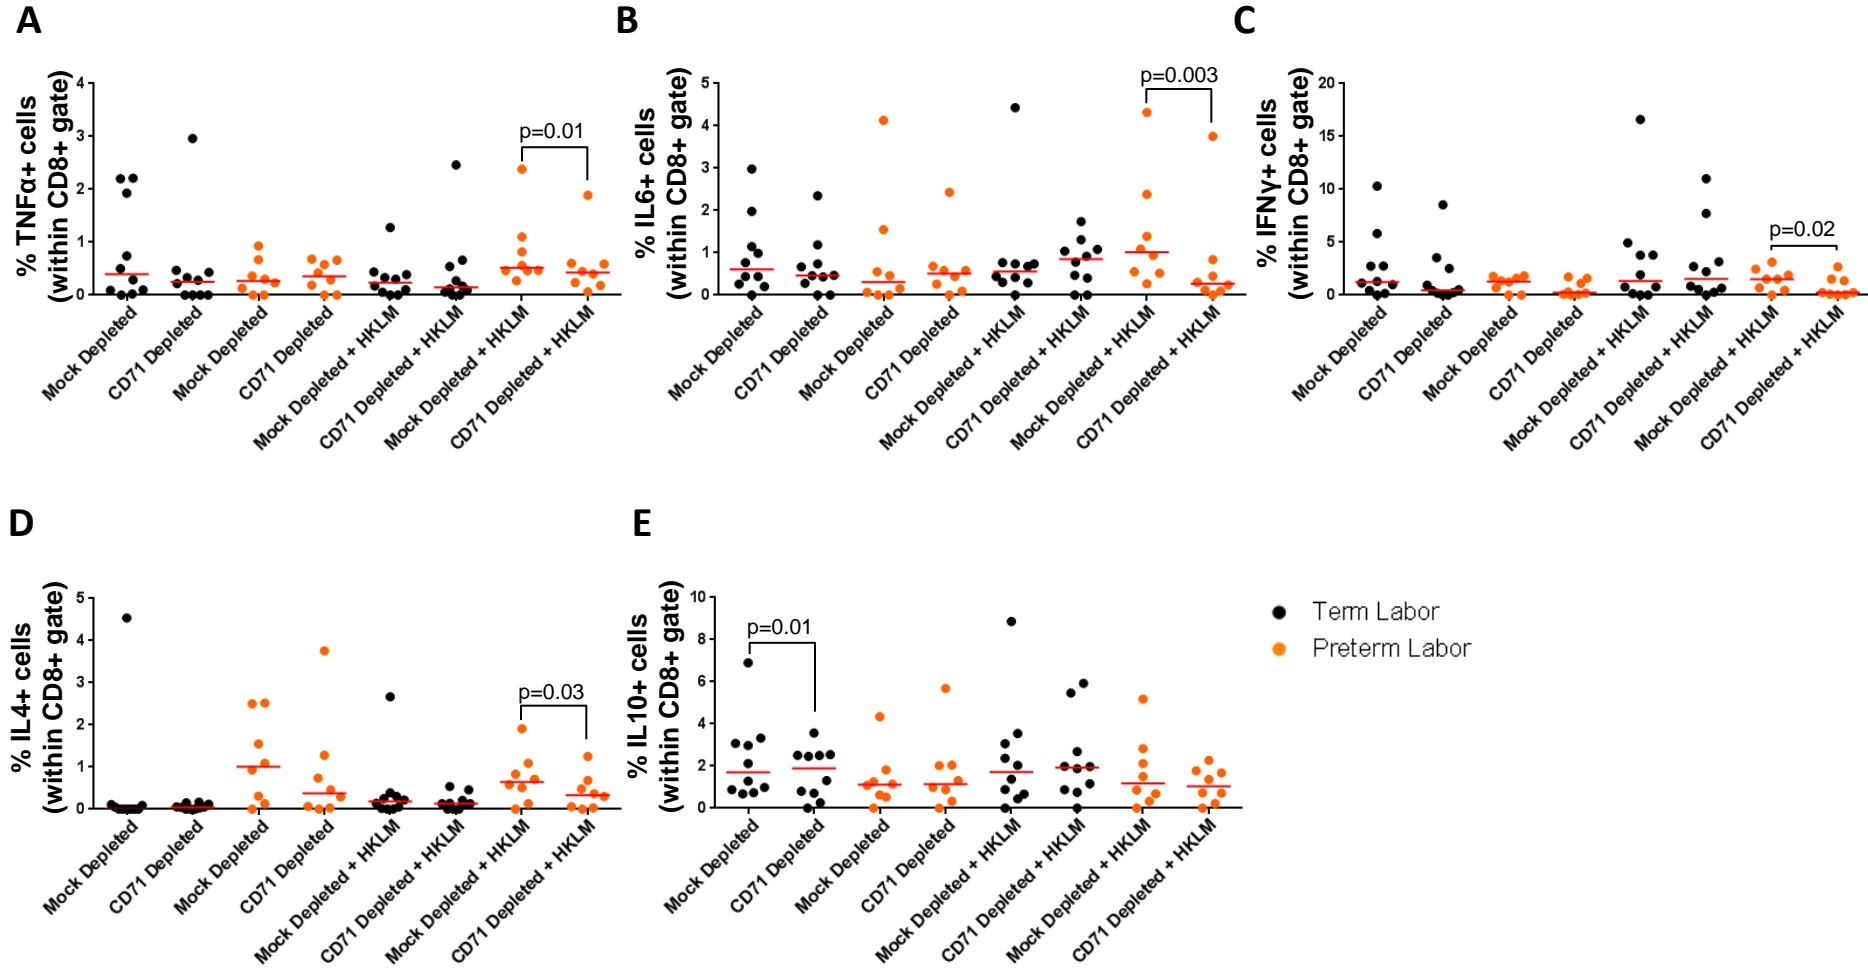 A
% TNFα+ cells
(within CD8+ gate)
4
3
2
1
0
p=0.01
Mock Depleted
CD71 Depleted
Mock Depleted
CD71 Depleted
Mock Depleted + HKLM
CD71 Depleted + HKLM
Mock Depleted + HKLM
CD71 Depleted + HKLM
B
% IL6+ cells
(within CD8+ gate)
5
4
3
2
1
0
p=0.003
Mock Depleted
CD71 Depleted
Mock Depleted
CD71 Depleted
Mock Depleted + HKLM
CD71 Depleted + HKLM
Mock Depleted + HKLM
CD71 Depleted + HKLM
C
% IFNγ+ cells
(within CD8+ gate)
20
15
10
5
0
p=0.02
Mock Depleted
CD71 Depleted
Mock Depleted
CD71 Depleted
Mock Depleted + HKLM
CD71 Depleted + HKLM
Mock Depleted + HKLM
CD71 Depleted + HKLM
D
% IL4+ cells
(within CD8+ gate)
5
4
3
2
1
0
p=0.03
Mock Depleted
CD71 Depleted
Mock Depleted
CD71 Depleted
Mock Depleted + HKLM
CD71 Depleted + HKLM
Mock Depleted + HKLM
CD71 Depleted + HKLM
E
% IL10+ cells
(within CD8+ gate)
10
8
6
4
2
0
p=0.01
Mock Depleted
CD71 Depleted
Mock Depleted
CD71 Depleted
Mock Depleted + HKLM
CD71 Depleted + HKLM
Mock Depleted + HKLM
CD71 Depleted + HKLM
Term Labor
Preterm Labor